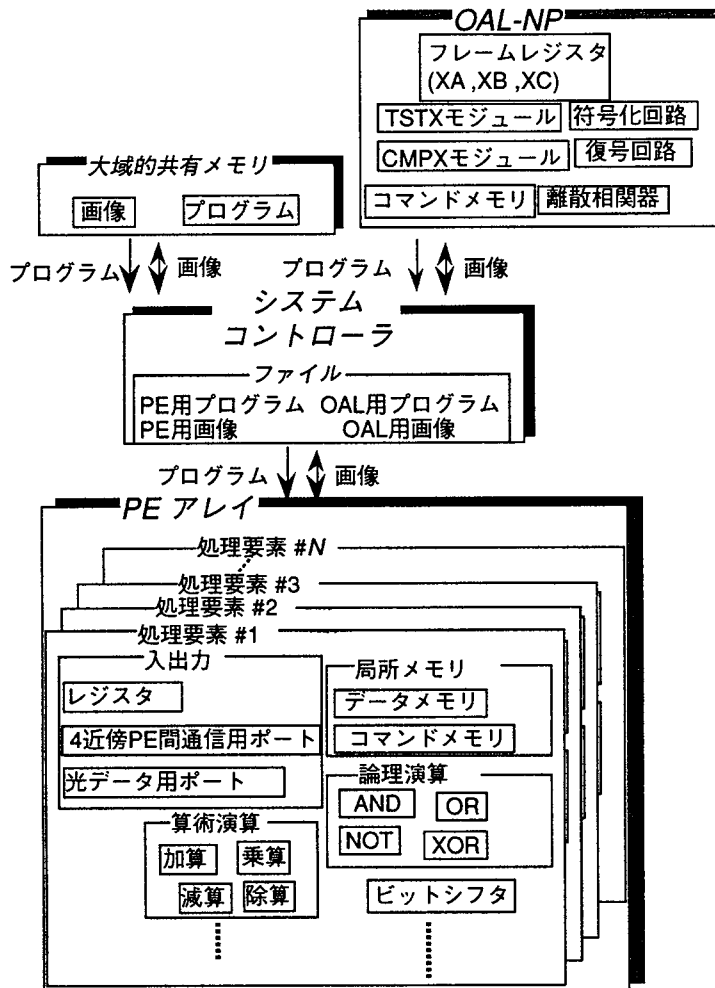 OAL-NP
フレームレジスタ
(XA ,XB ,XC)
TSTXモジュール 符号化回路
CMPXモジュール 復号回路
コマンドメモリ 離散相関器
大域的共有メモリ
画像 プログラム
プログラム 画像 プログラム 画像
システム
コントローラ
ファイル
PE用プログラム OAL用プログラム
PE用画像 OAL用画像
プログラム 画像
PE アレイ
処理要素 #N
処理要素 #3
処理要素 #2
処理要素 #1
入出力
レジスタ
4近傍PE間通信用ポート
光データ用ポート
局所メモリ
データメモリ
コマンドメモリ
論理演算
AND OR
NOT XOR
算術演算
加算 乗算
減算 除算
ビットシフタ